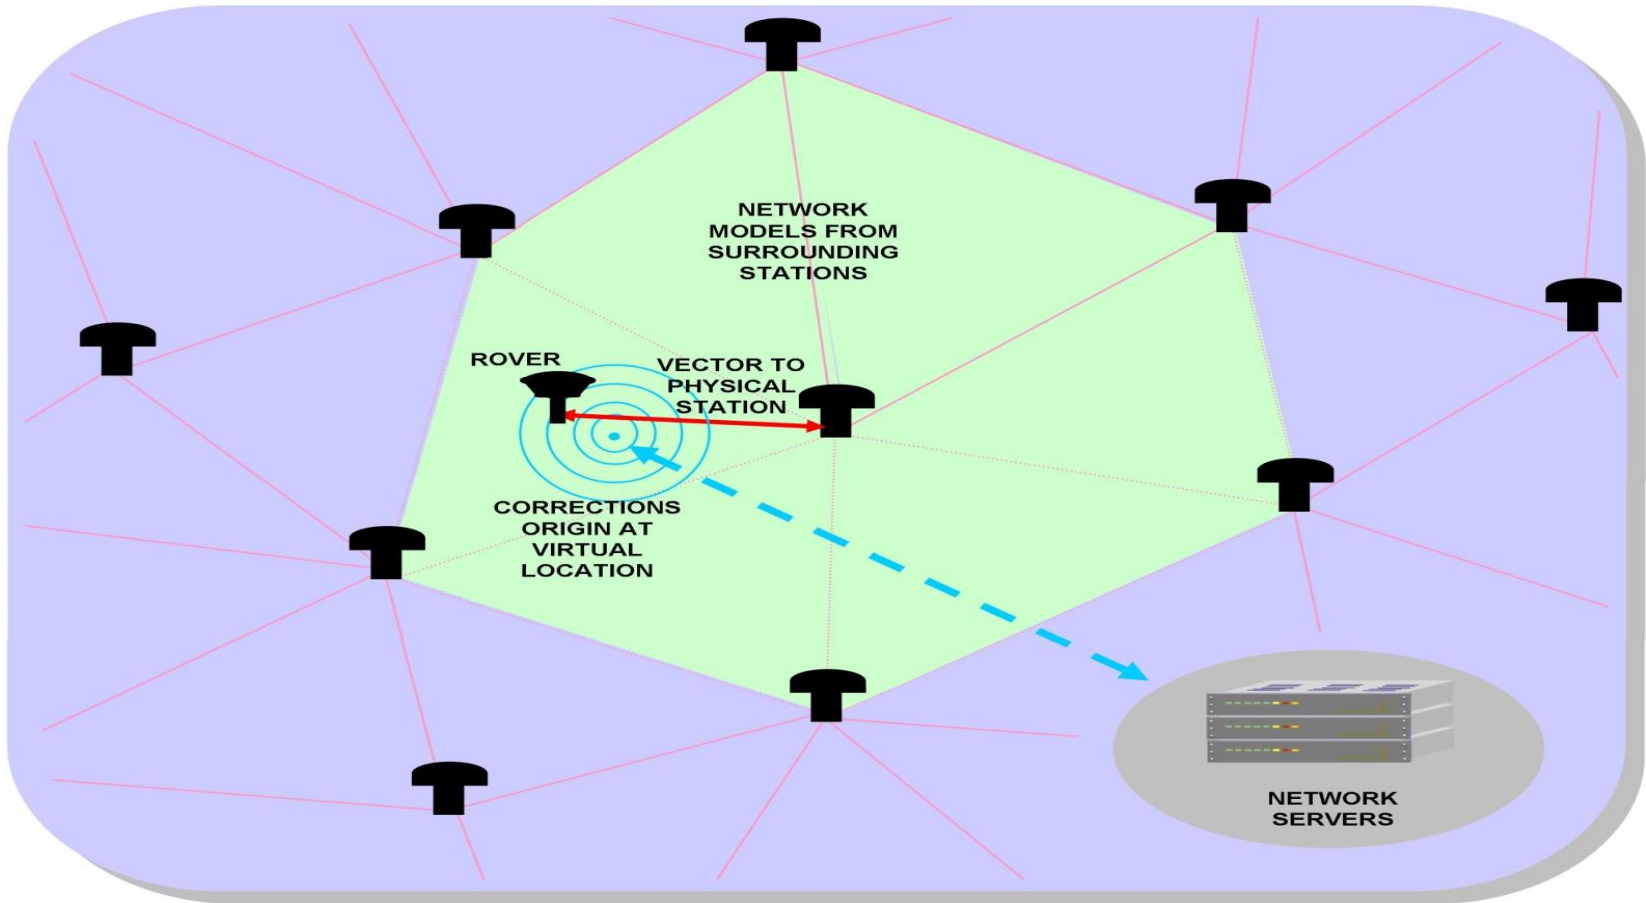 NETWORK
MODELS FROM
SURROUNDING
STATIONS
ROVER
VECTOR TO
PHYSICAL
STATION
CORRECTIONS
ORIGIN AT
VIRTUAL
LOCATION
NETWORK
SERVERS